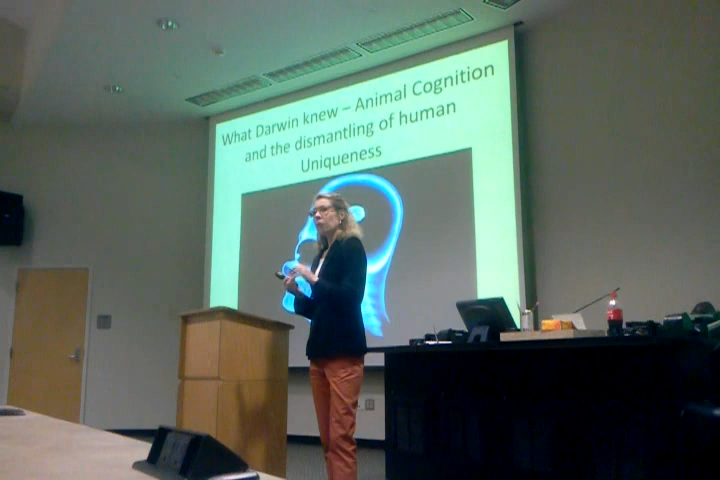 What Darwin knew – Animal Cognition
and the dismantling of human
Uniqueness